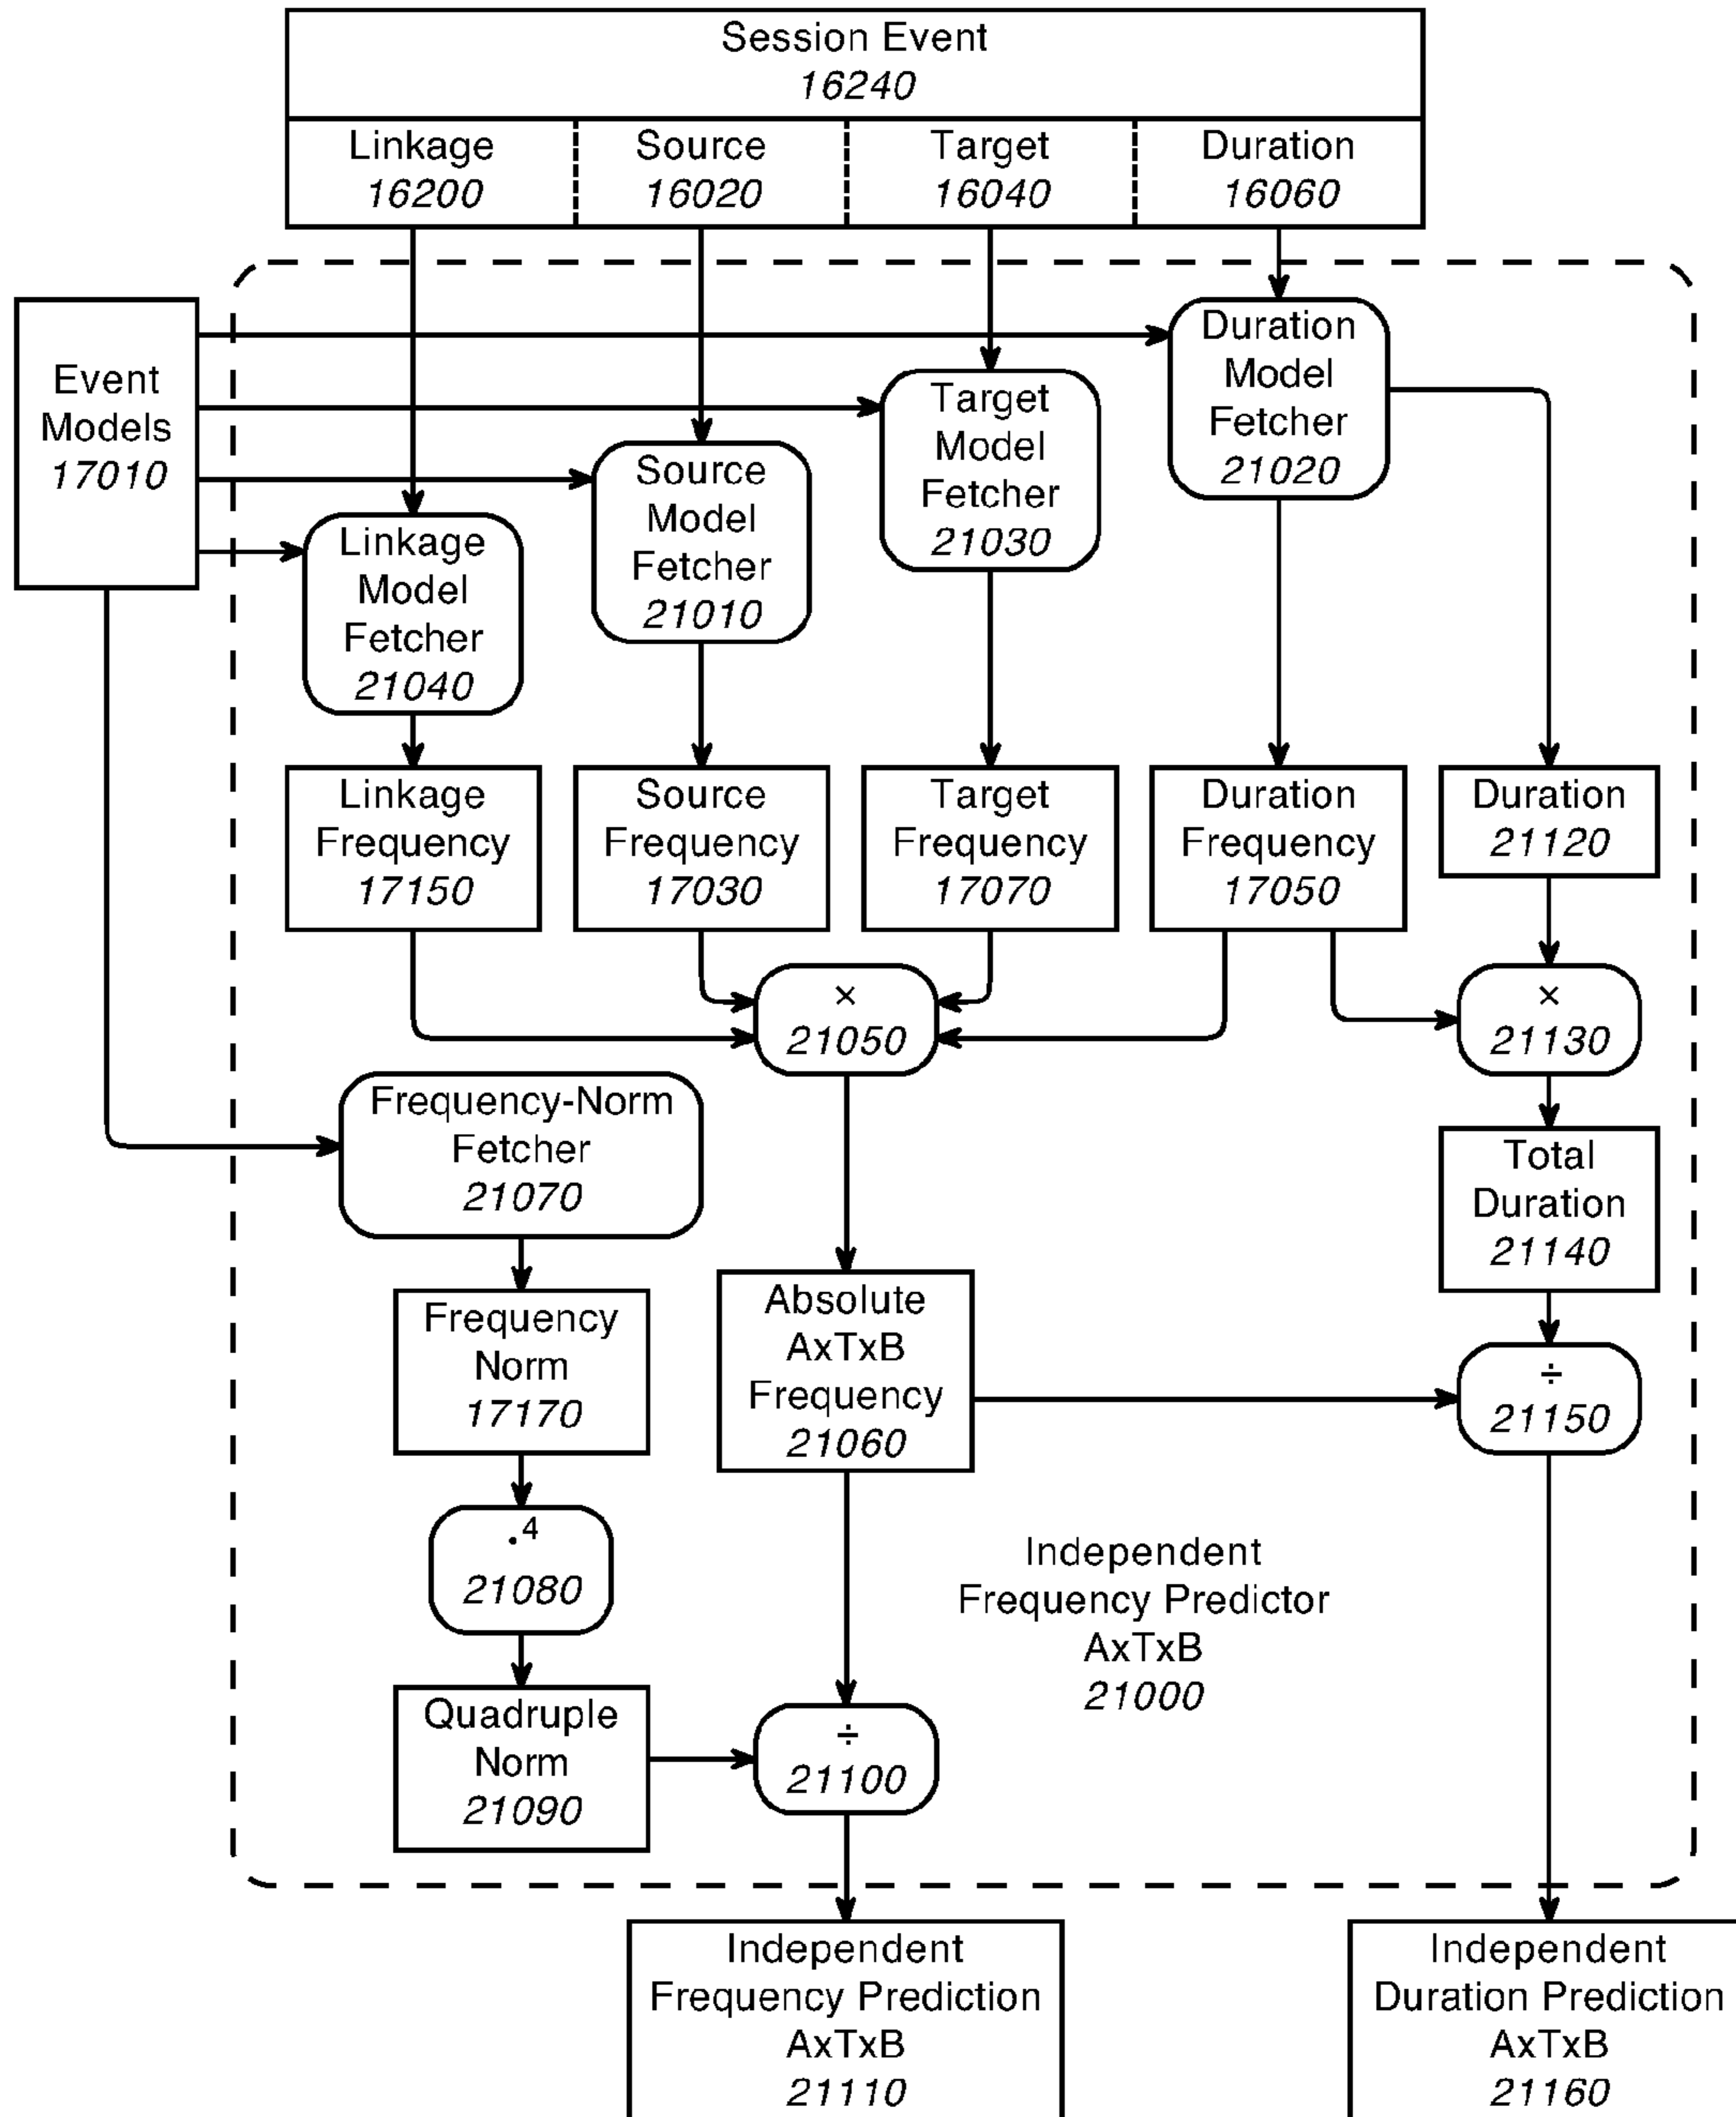 Session Event
16240
Linkage
16200
Source
16020
Target
16040
Duration
16060
Event
Models
17010
Duration
Model
Fetcher
21020
Target
Model
Fetcher
21030
Source
Model
Fetcher
21010
Linkage
Model
Fetcher
21040
Linkage
Frequency
17150
Source
Frequency
17030
Target
Frequency
17070
Duration
Frequency
17050
Duration
21120
×
21050
×
21130
Frequency-Norm
Fetcher
21070
Total
Duration
21140
Frequency
Norm
17170
Absolute
AxTxB
Frequency
21060
÷
21150
.4
21080
Independent
Frequency Predictor
AxTxB
21000
Quadruple
Norm
21090
÷
21100
Independent
Frequency Prediction
AxTxB
21110
Independent
Duration Prediction
AxTxB
21160